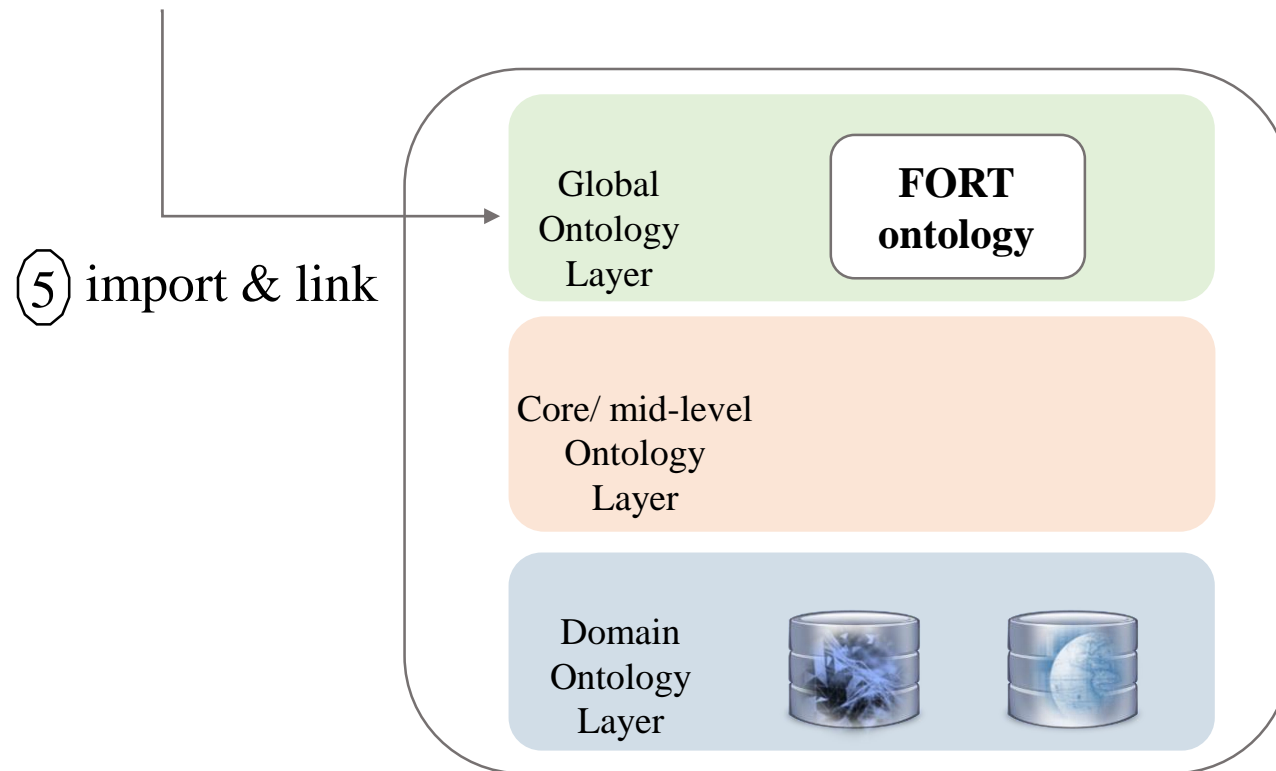 Global
Ontology
Layer
FORT
ontology
5 import & link
Core/ mid-level
Ontology
Layer
Domain
Ontology
Layer